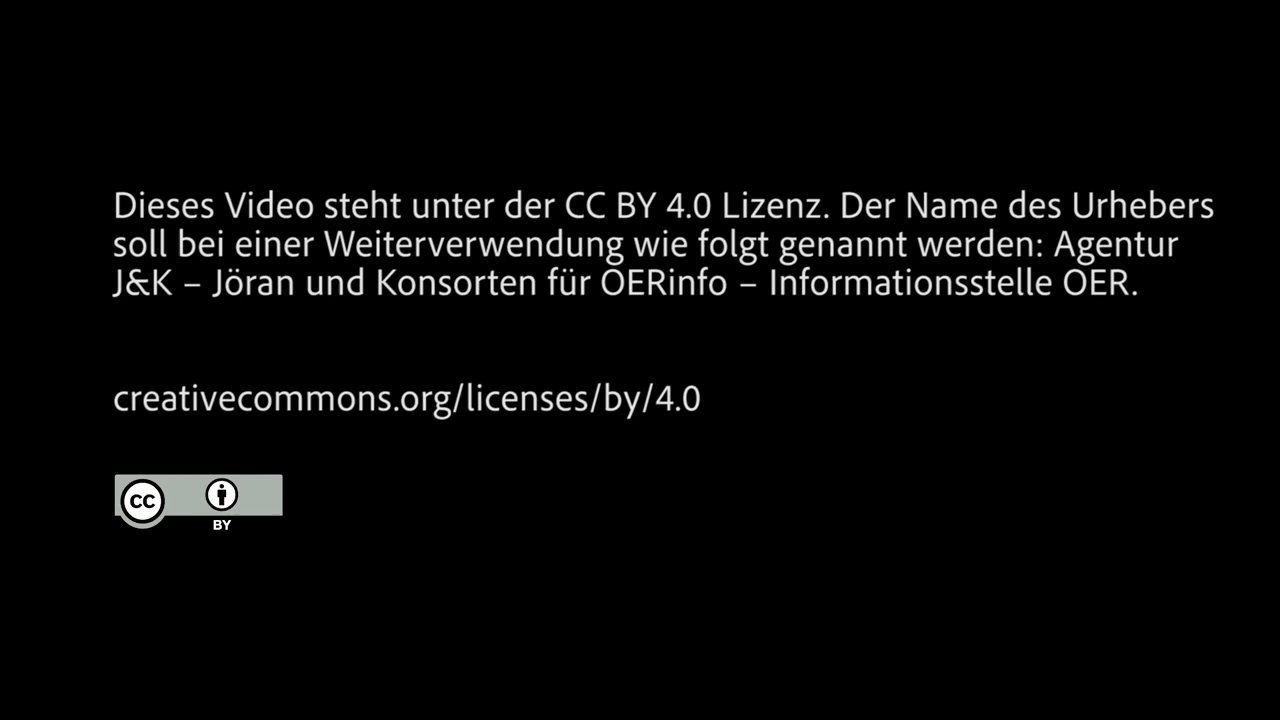 Dieses Video steht unter der CC BY 4.0 Lizenz. Der Name des Urhebers
soll bei einer Weiterverwendung wie folgt genannt werden: Agentur
J&K – Jöran und Konsorten für OERinfo – Informationsstelle OER.
creativecommons.org/licenses/by/4.0
CC
BY